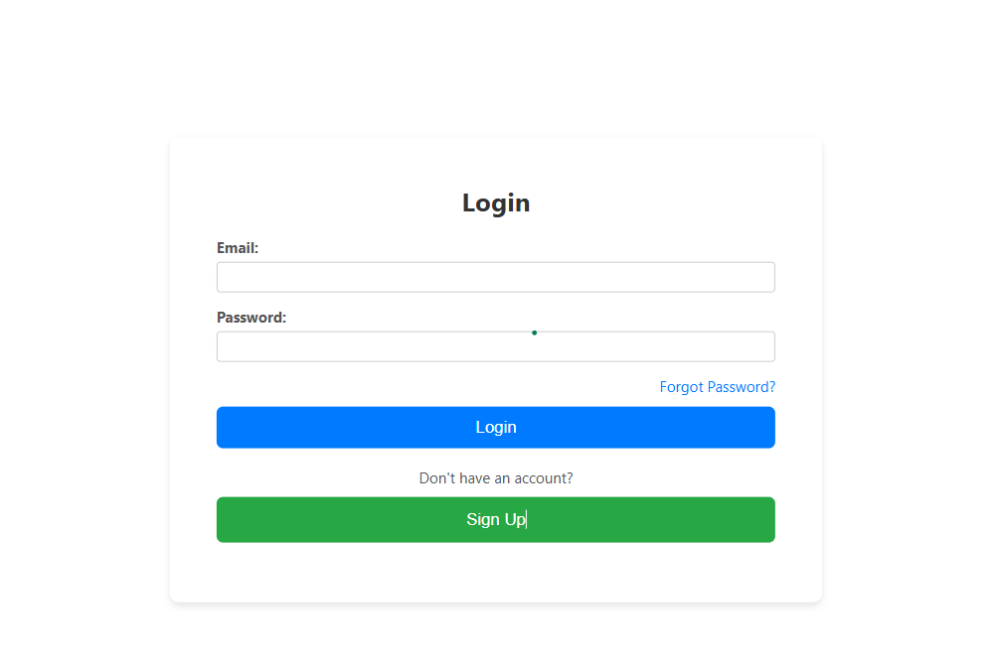 Login
Email:
Password:
Forgot Password?
Login
Don't have an account?
Sign Up